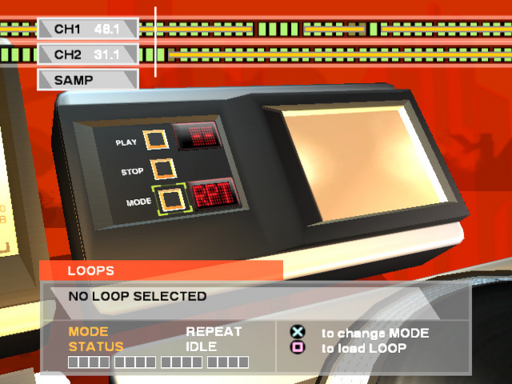 CH1 48.1
CH2 31.1
SAMP
PLAY
STOP
MODE
LOOPS
NO LOOP SELECTED
MODE REPEAT
STATUS IDLE
to change MODE
to load LOOP